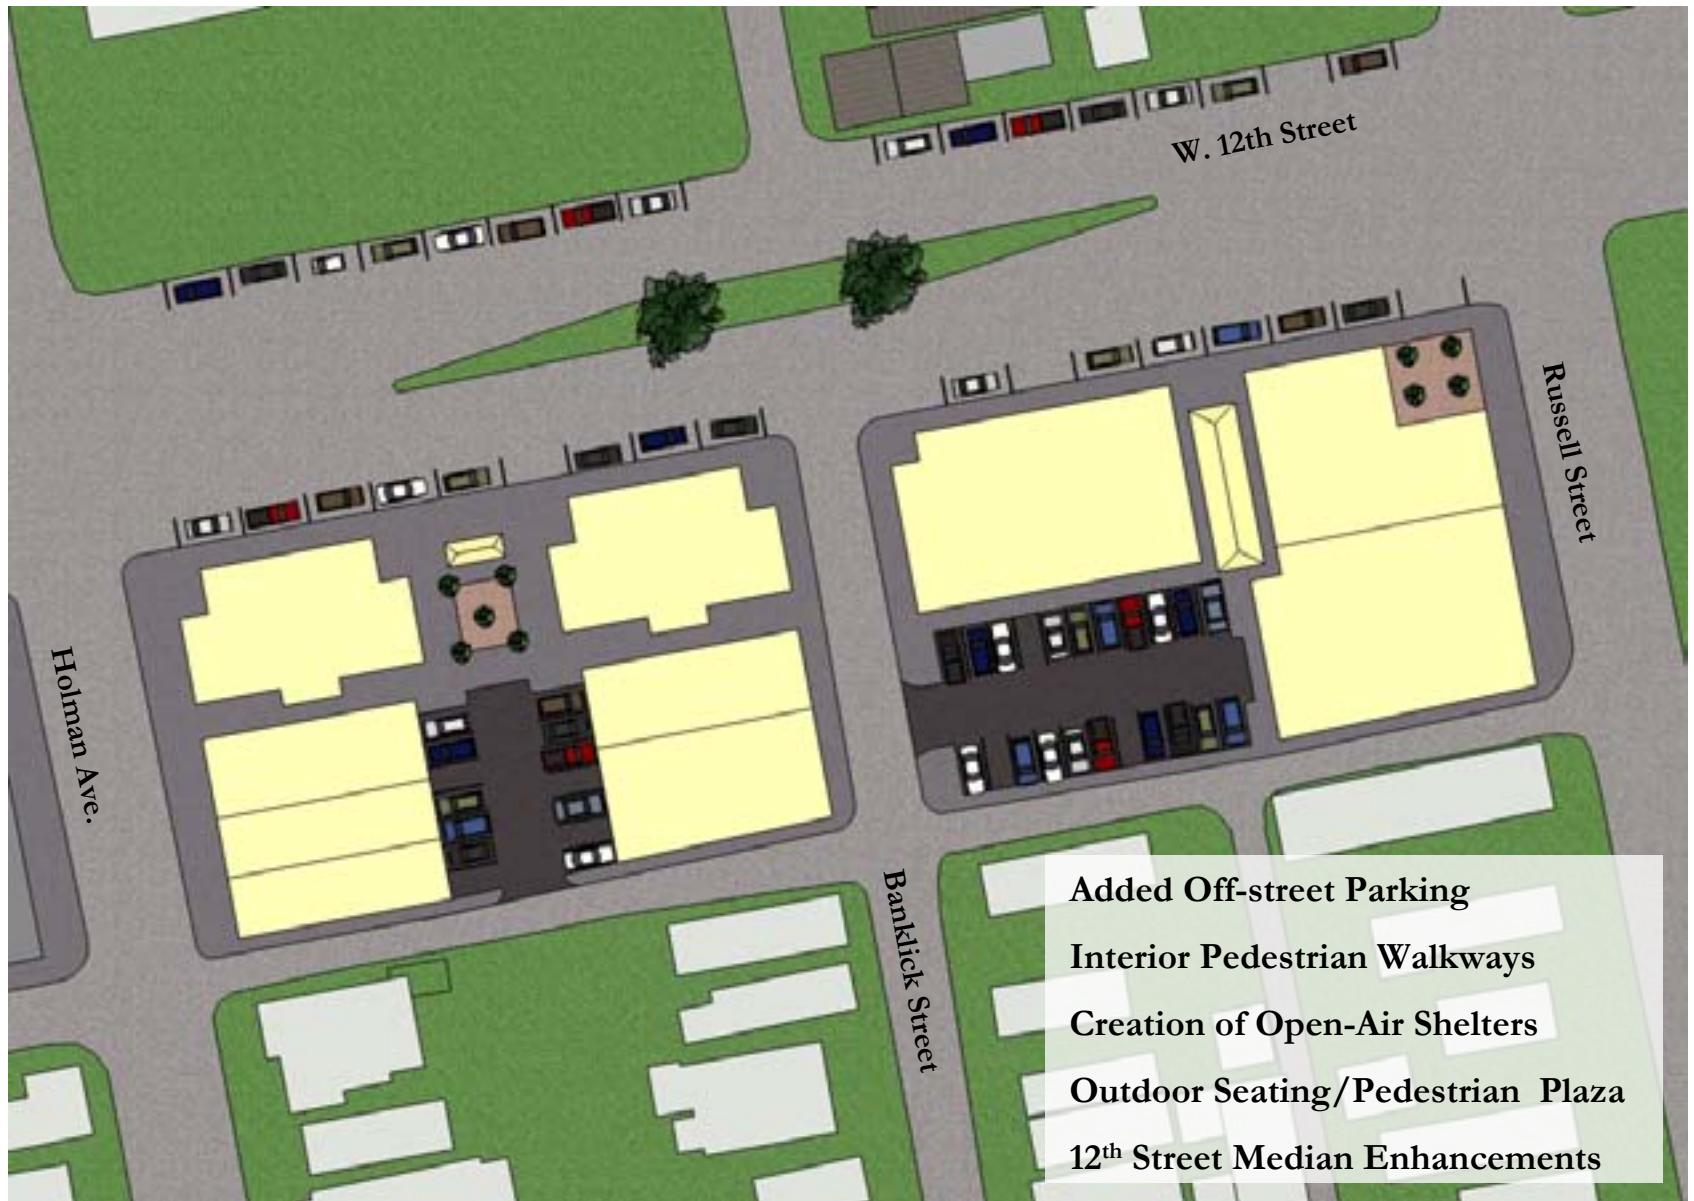 W. 12th Street
Russell Street
Holman Ave.
Banklick Street
Added Off-street Parking
Interior Pedestrian Walkways
Creation of Open-Air Shelters
Outdoor Seating/Pedestrian Plaza
12th Street Median Enhancements